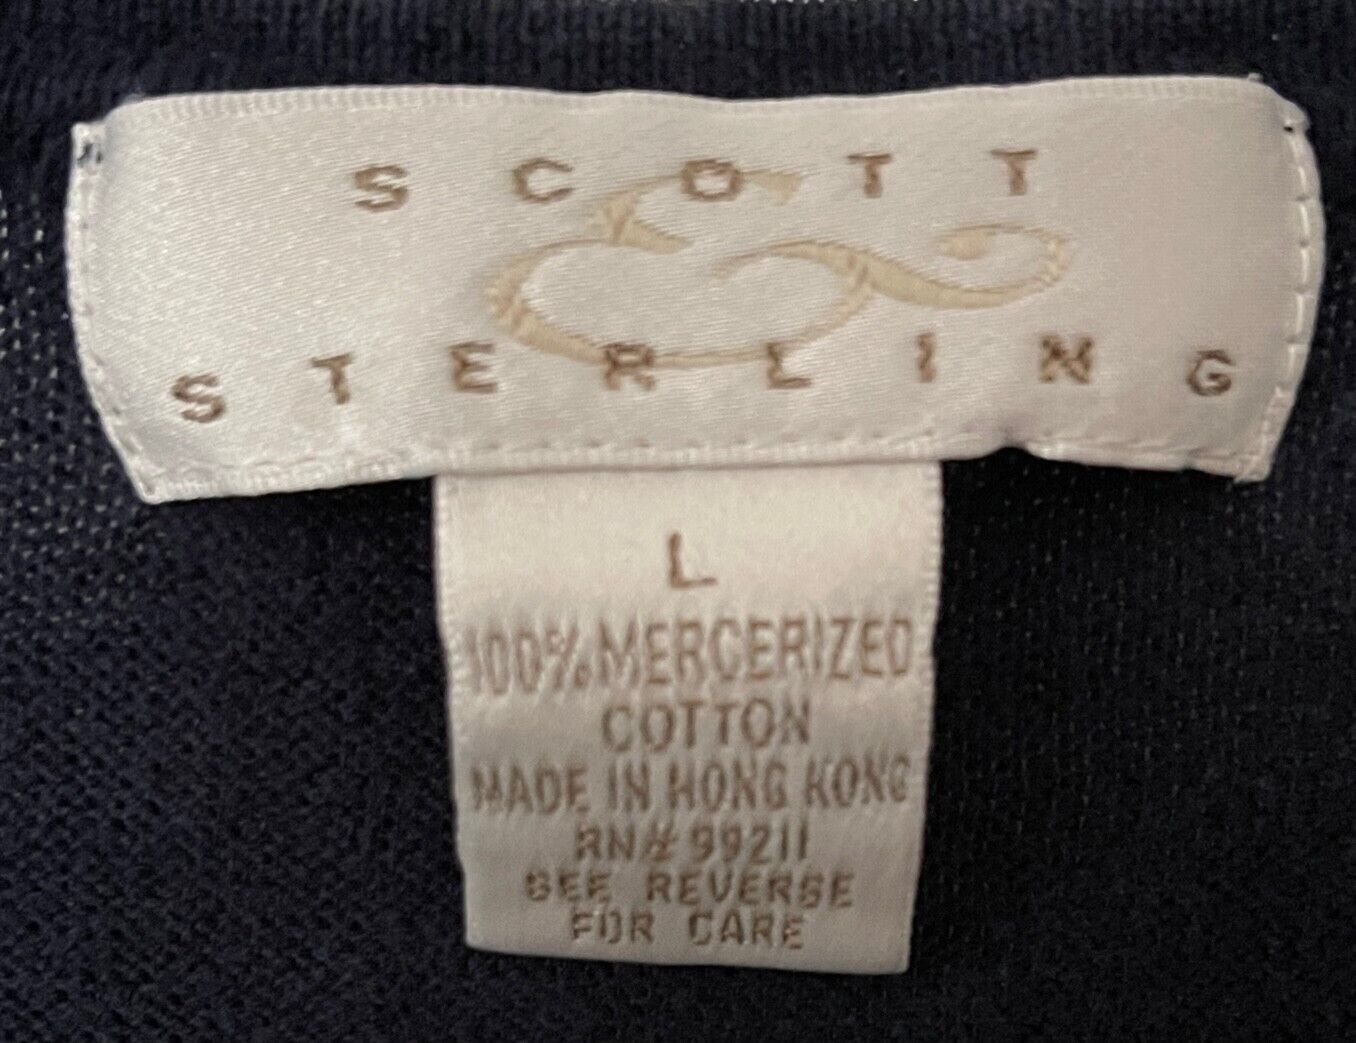 SCOTT
STERLING
L
100% MERCERIZED
COTTON
MADE IN HONG KONG
RN# 99211
SEE REVERSE
FOR CARE